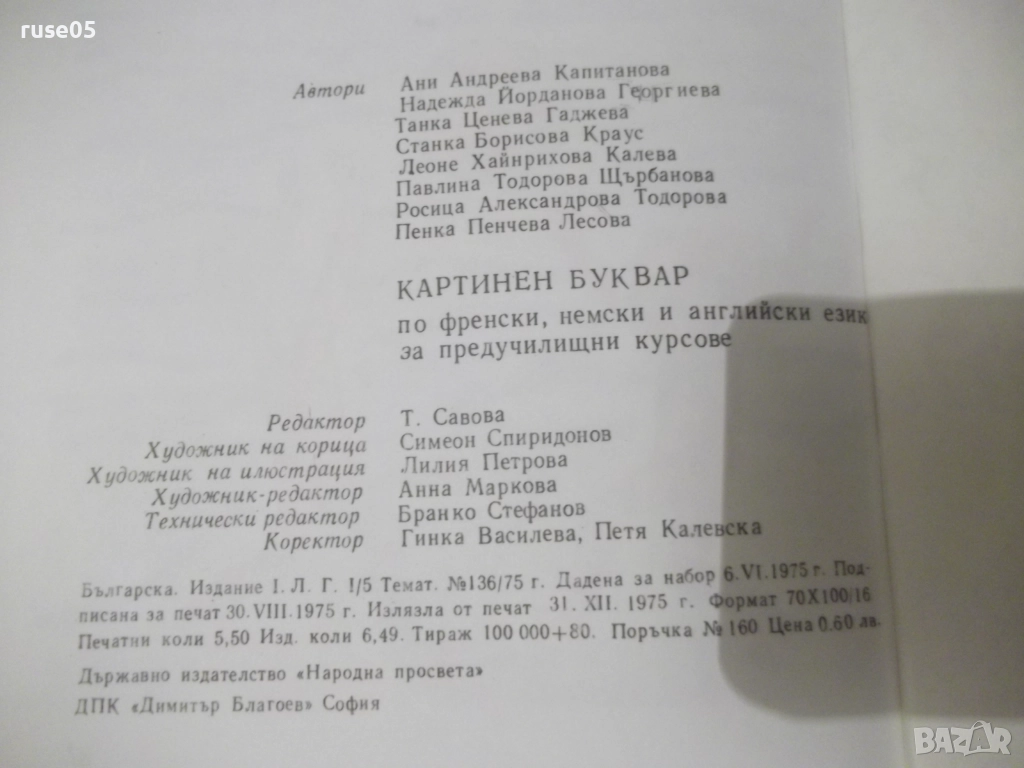 ruse05
Автори Ани Андреева Капитанова
Надежда Йорданова Георгиева
Танка Ценева Гаджева
Станка Борисова Краус
Леоне Хайнрихова Калева
Павлина Тодорова Щърбанова
Росица Александрова Тодорова
Пенка Пенчева Лесова
КАРТИНЕН БУКВАР
по френски, немски и английски език
за предучилищни курсове
Редактор Т. Савова
Художник на корица Симеон Спиридонов
Художник на илюстрация Лилия Петрова
Художник-редактор Анна Маркова
Технически редактор Бранко Стефанов
Коректор Гинка Василева, Петя Калевска
Българска. Издание I. Л. Г. I/5 Темат. №136/75 г. Дадена за набор 6.VI.1975 г. Под-
писана за печат 30.VIII.1975 г. Излязла от печат 31.XII.1975 г. Формат 70X100/16
Печатни коли 5,50 Изд. коли 6,49. Тираж 100 000+80. Поръчка №160 Цена 0.60 лв.
Държавно издателство «Народна просвета»
ДПК «Димитър Благоев» София
BAZAR